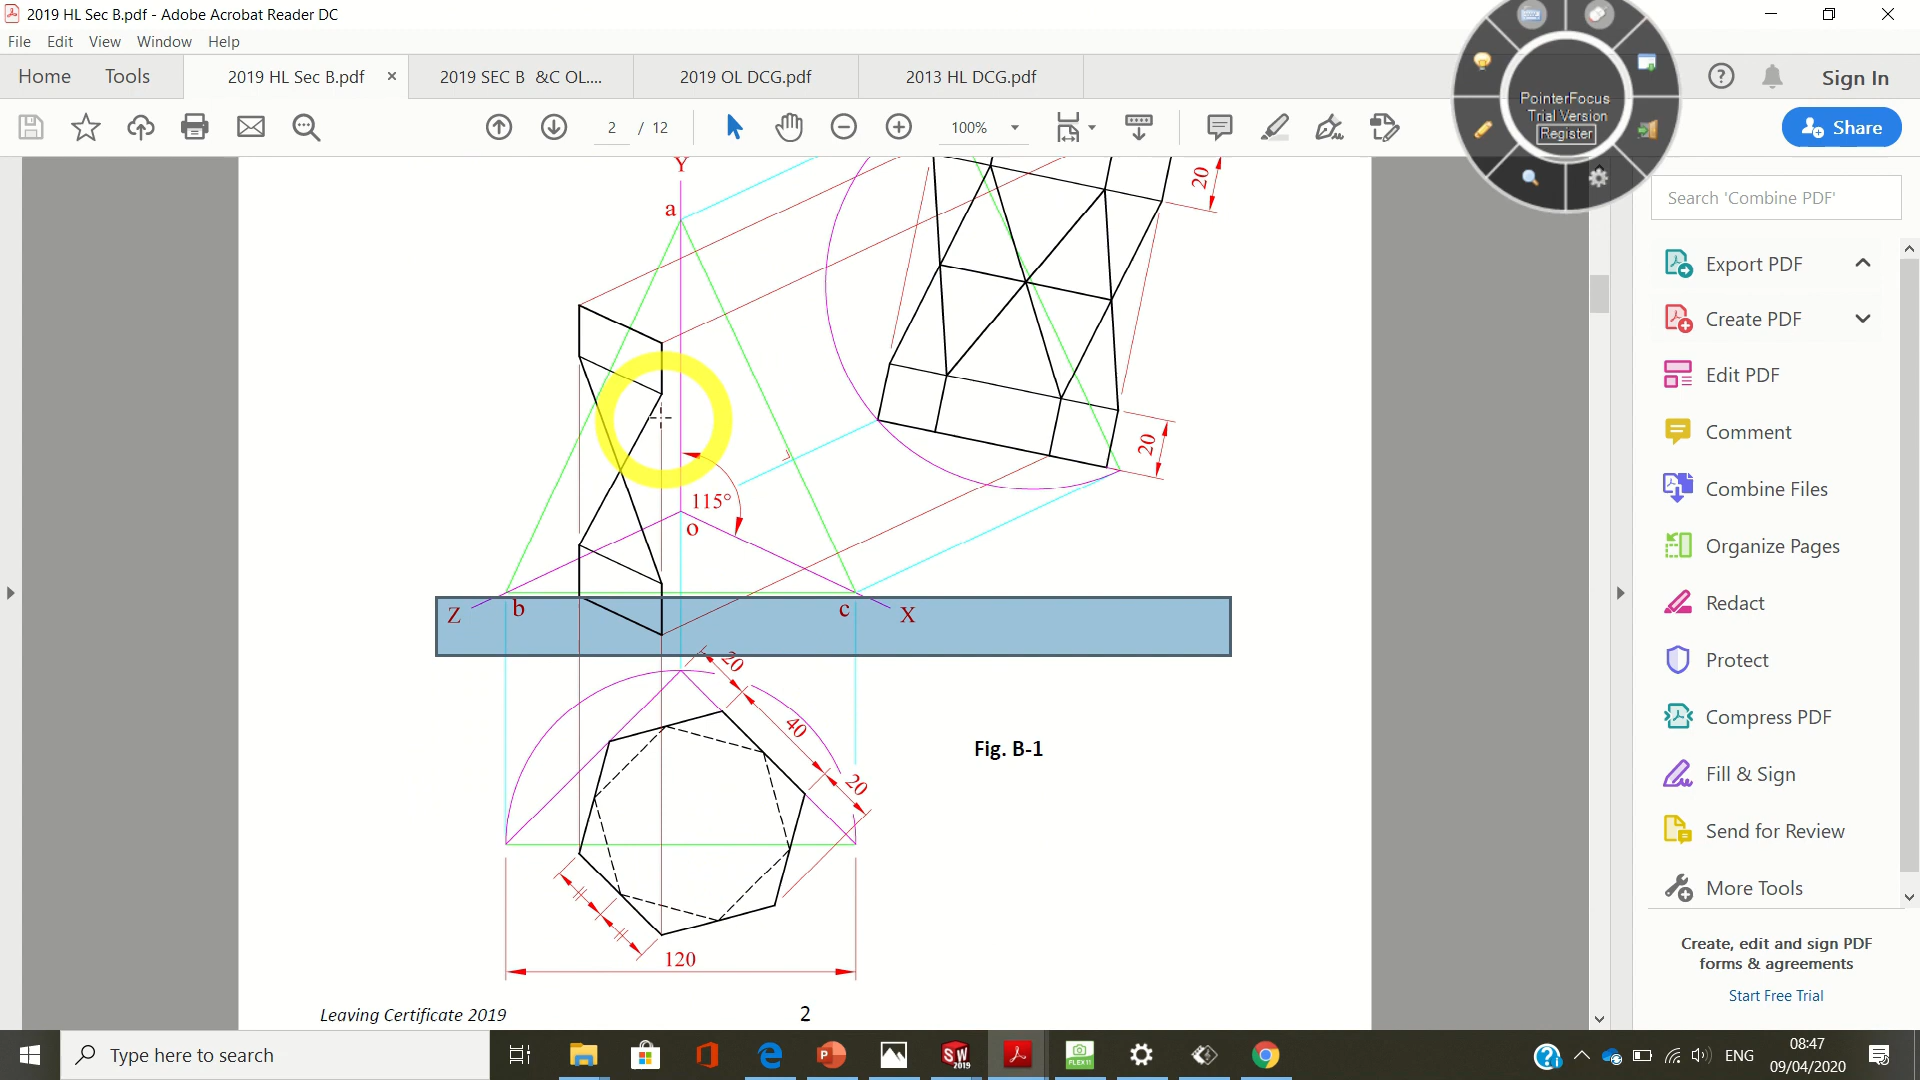 2019 HL Sec B.pdf - Adobe Acrobat Reader DC
File Edit View Window Help
Home Tools 2019 HL Sec B.pdf × 2019 SEC B &C OL.... 2019 OL DCG.pdf 2013 HL DCG.pdf
PointerFocus
Trial Version
Register
? Sign In
2 / 12 100% Share
Search 'Combine PDF'
Export PDF
Create PDF
Edit PDF
Comment
Combine Files
Organize Pages
Redact
Protect
Compress PDF
Fill & Sign
Send for Review
More Tools
Create, edit and sign PDF
forms & agreements
Start Free Trial
Y
20
a
20
115°
o
Z b c X
20
40
20
Fig. B-1
120
Leaving Certificate 2019 2
Type here to search
SW
2019
FLEX11
ENG
08:47
09/04/2020